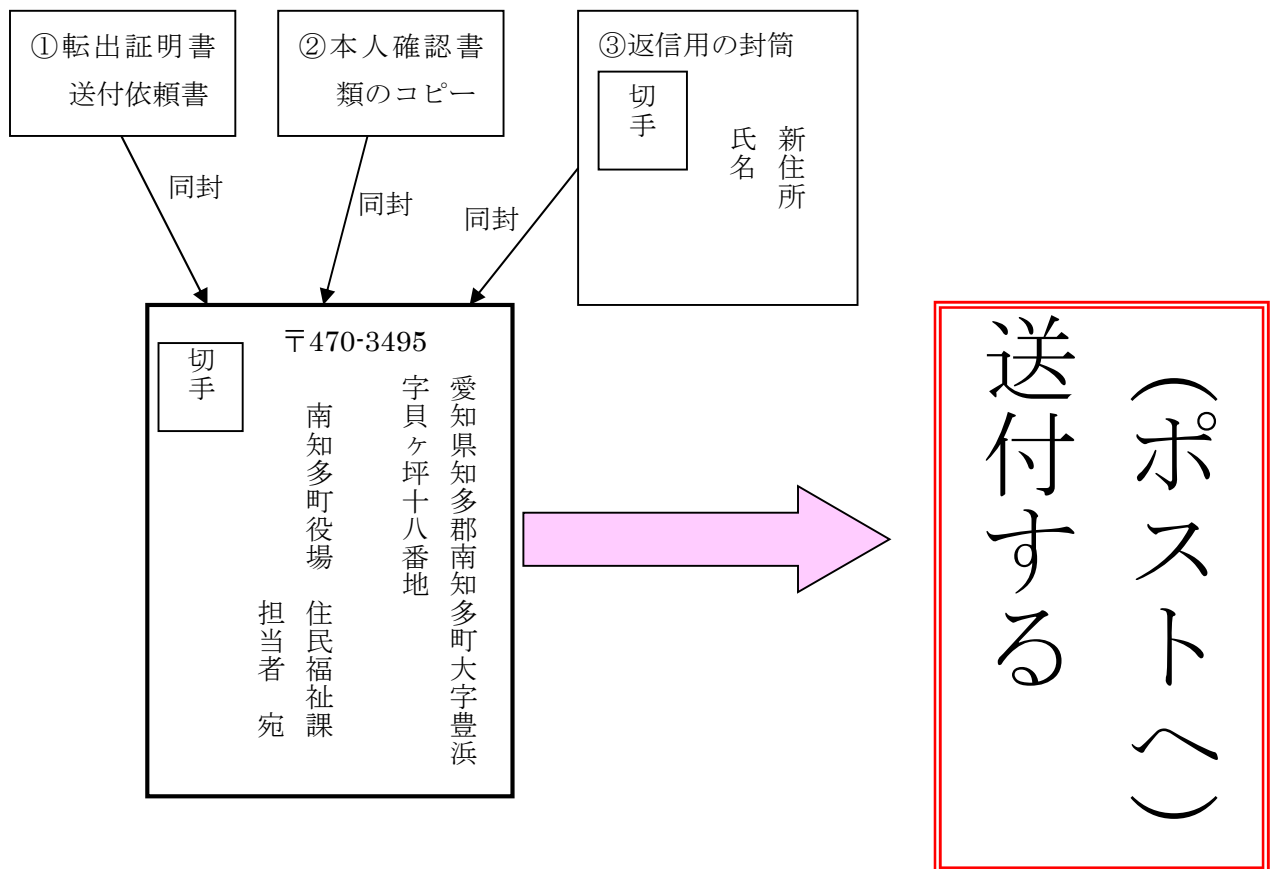 ①転出証明書
送付依頼書
②本人確認書
類のコピー
③返信用の封筒
切手
新住所
氏名
同封
同封
同封
〒470-3495
切手
愛知県知多郡南知多町大字豊浜
字貝ヶ坪十八番地
南知多町役場　住民福祉課
担当者　宛
（ポストへ）
送付する